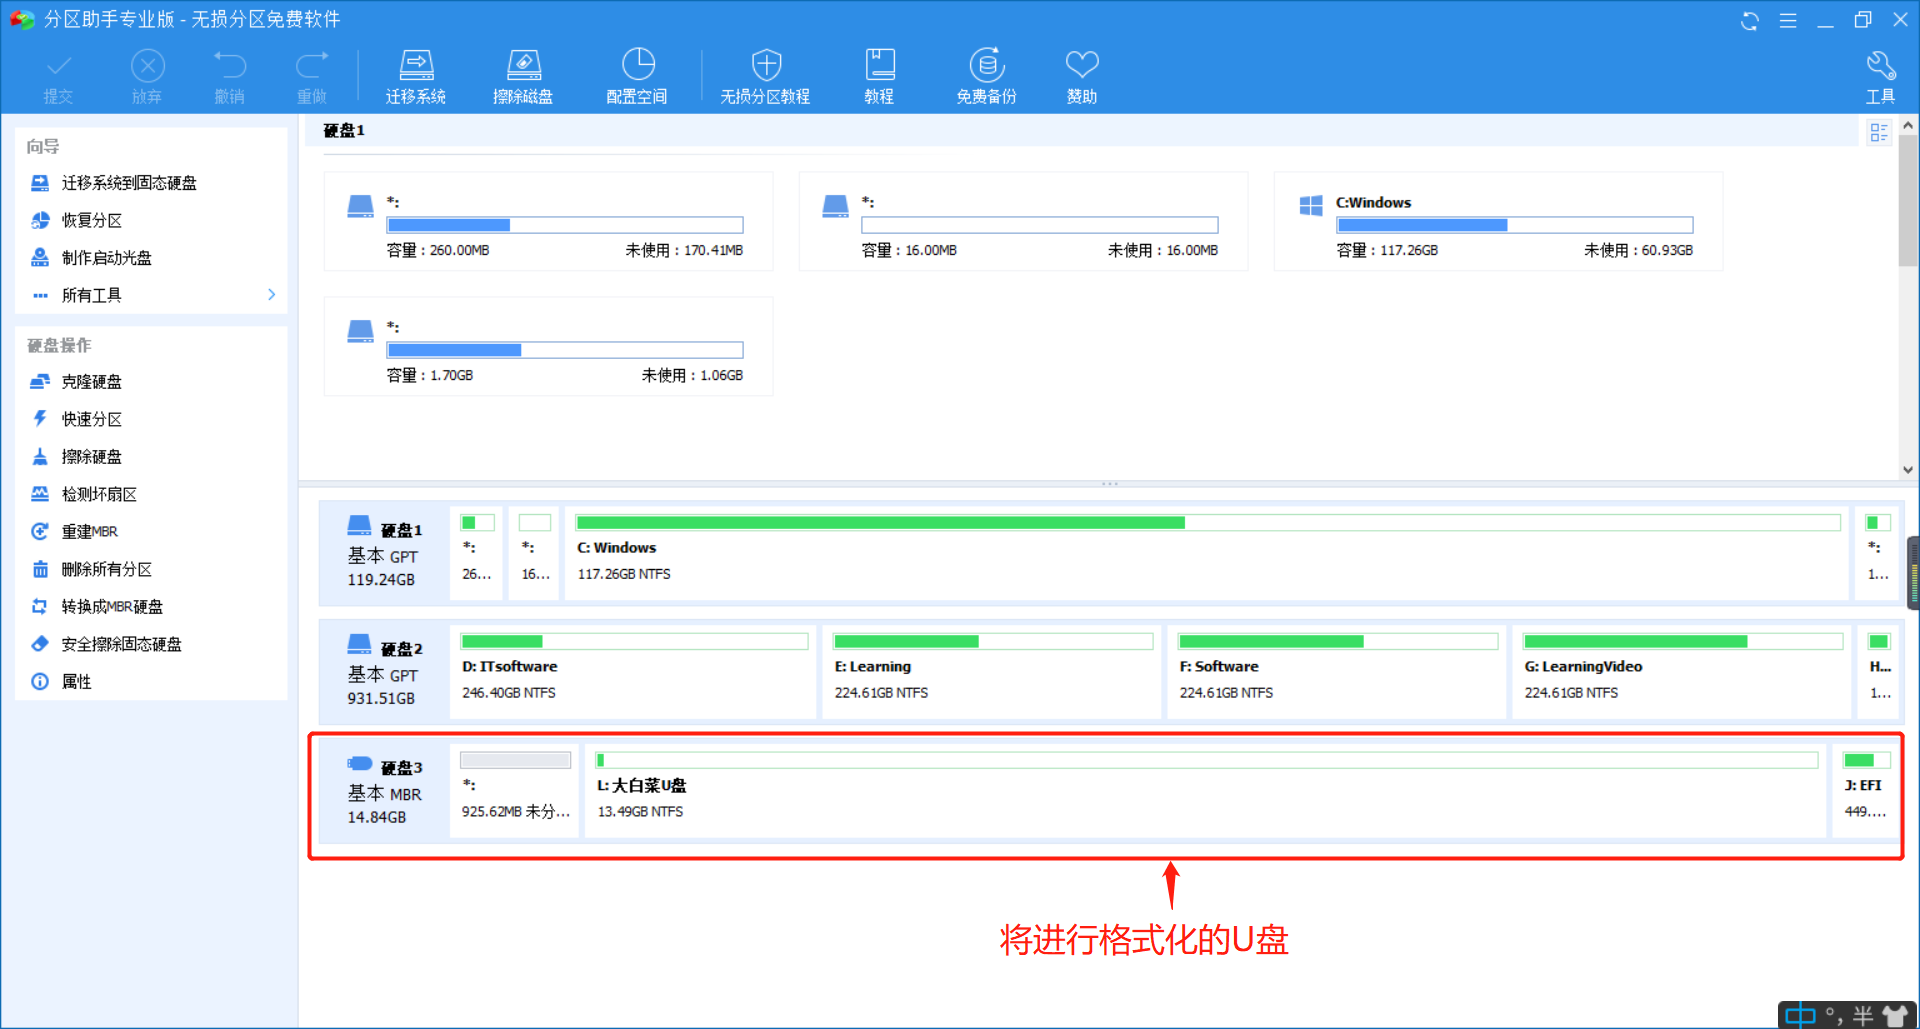 分区助手专业版 - 无损分区免费软件
提交
放弃
撤销
重做
迁移系统
擦除磁盘
配置空间
无损分区教程
教程
免费备份
赞助
工具
向导
迁移系统到固态硬盘
恢复分区
制作启动光盘
所有工具
硬盘操作
克隆硬盘
快速分区
擦除硬盘
检测坏扇区
重建MBR
删除所有分区
转换成MBR硬盘
安全擦除固态硬盘
属性
硬盘1
*:
容量：260.00MB 未使用：170.41MB
*:
容量：16.00MB 未使用：16.00MB
C:Windows
容量：117.26GB 未使用：60.93GB
*:
容量：1.70GB 未使用：1.06GB
硬盘1
基本 GPT
119.24GB
*:
26...
*:
16...
C: Windows
117.26GB NTFS
*:
1...
硬盘2
基本 GPT
931.51GB
D: ITsoftware
246.40GB NTFS
E: Learning
224.61GB NTFS
F: Software
224.61GB NTFS
G: LearningVideo
224.61GB NTFS
H...
1...
硬盘3
基本 MBR
14.84GB
*:
925.62MB 未分...
L: 大白菜U盘
13.49GB NTFS
J: EFI
449....
将进行格式化的U盘
中 °, 半